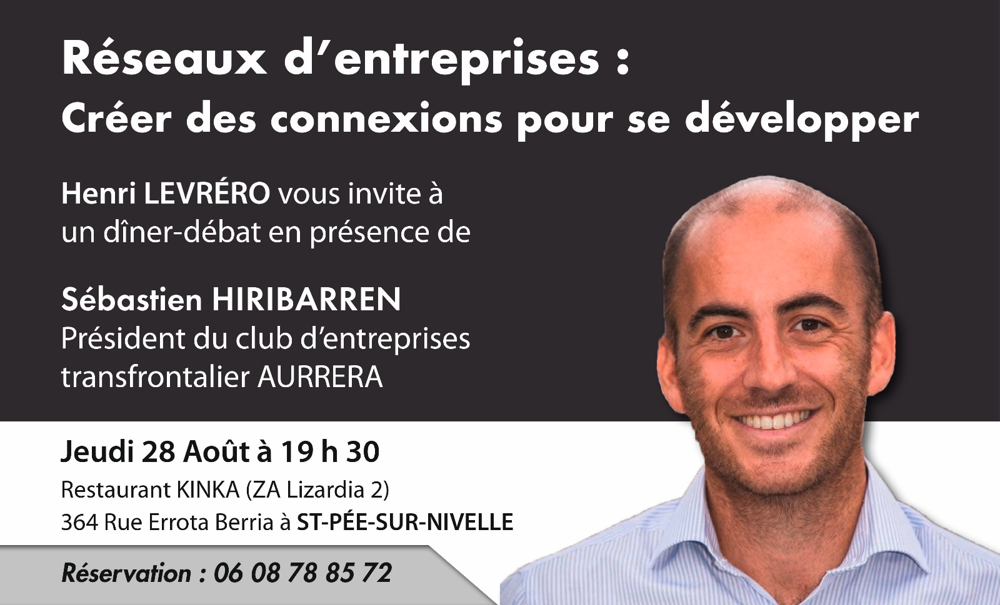 Réseaux d’entreprises :
Créer des connexions pour se développer
Henri LEVRÉRO vous invite à
un dîner-débat en présence de
Sébastien HIRIBARREN
Président du club d’entreprises
transfrontalier AURRERA
Jeudi 28 Août à 19 h 30
Restaurant KINKA (ZA Lizardia 2)
364 Rue Errota Berria à ST-PÉE-SUR-NIVELLE
Réservation : 06 08 78 85 72